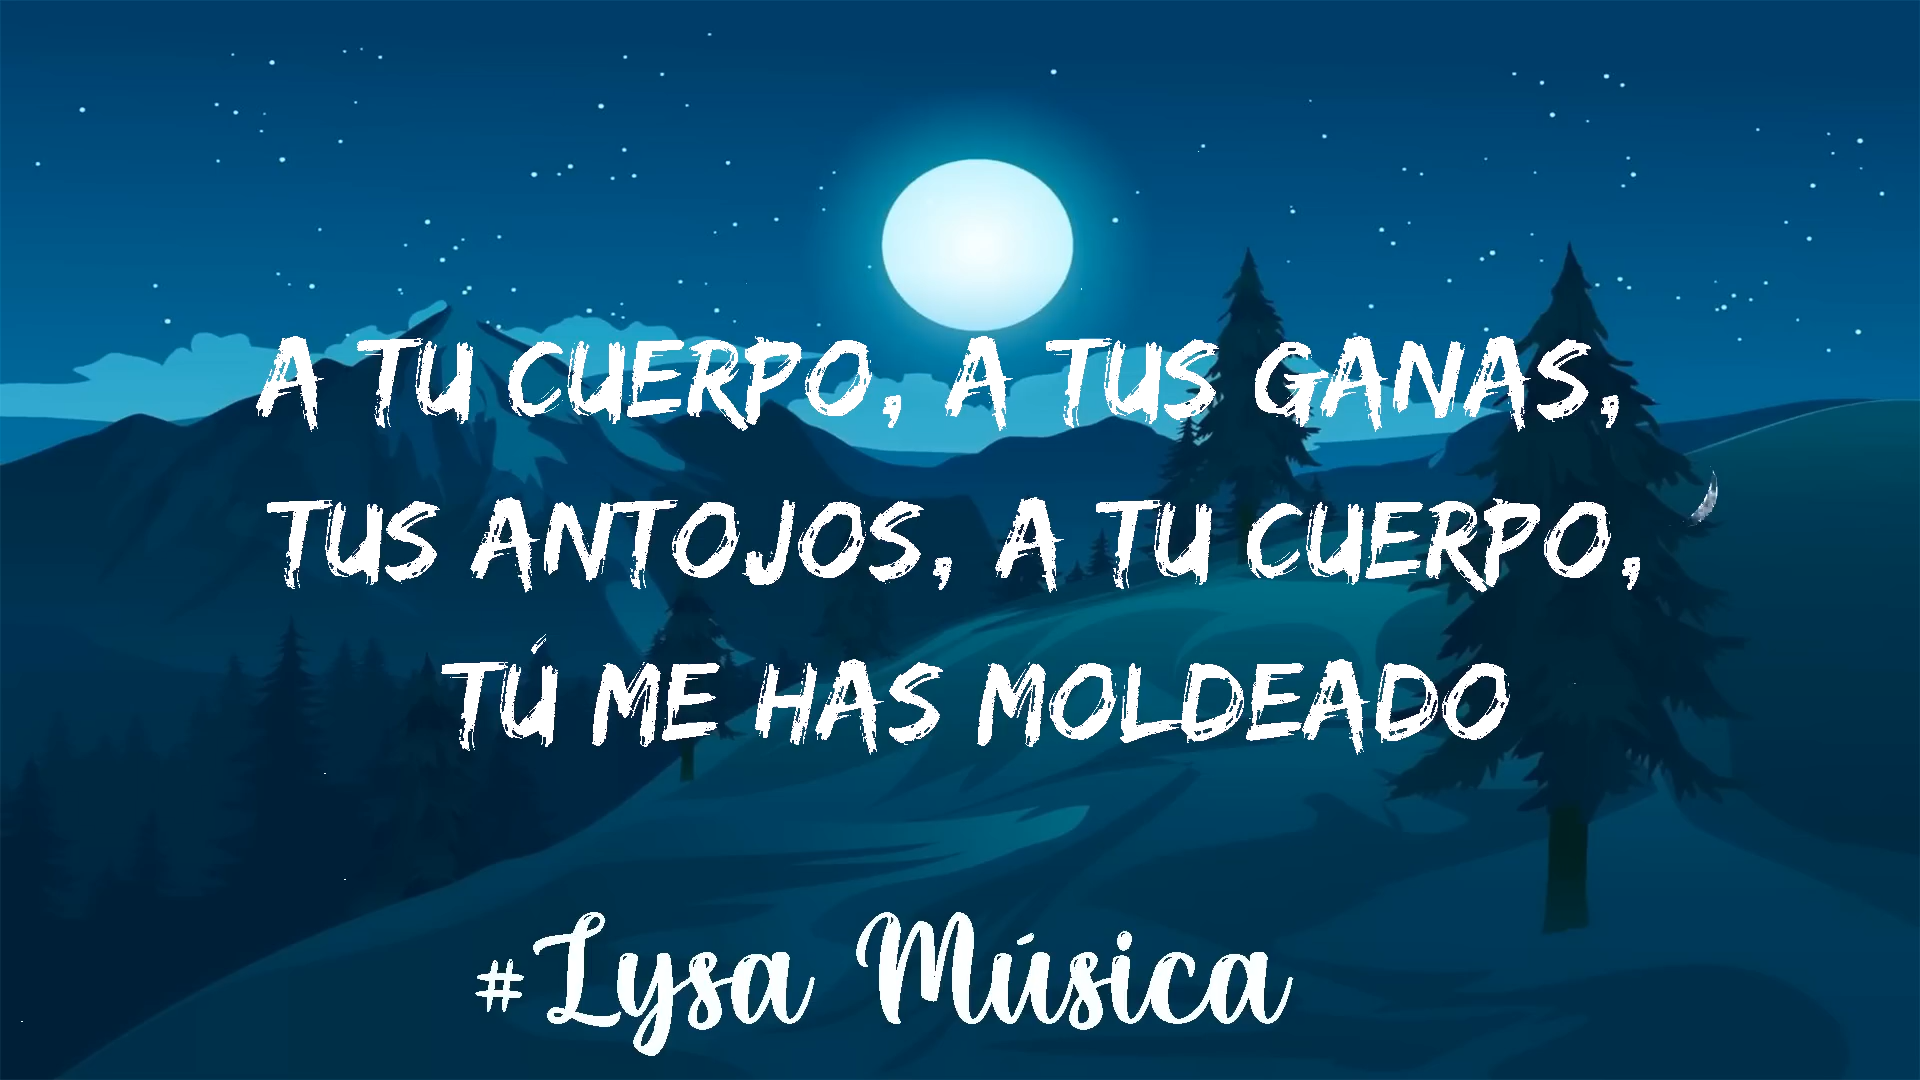 A TU CUERPO, A TUS GANAS,
TUS ANTOJOS, A TU CUERPO,
TÚ ME HAS MOLDEADO
#Lysa Música